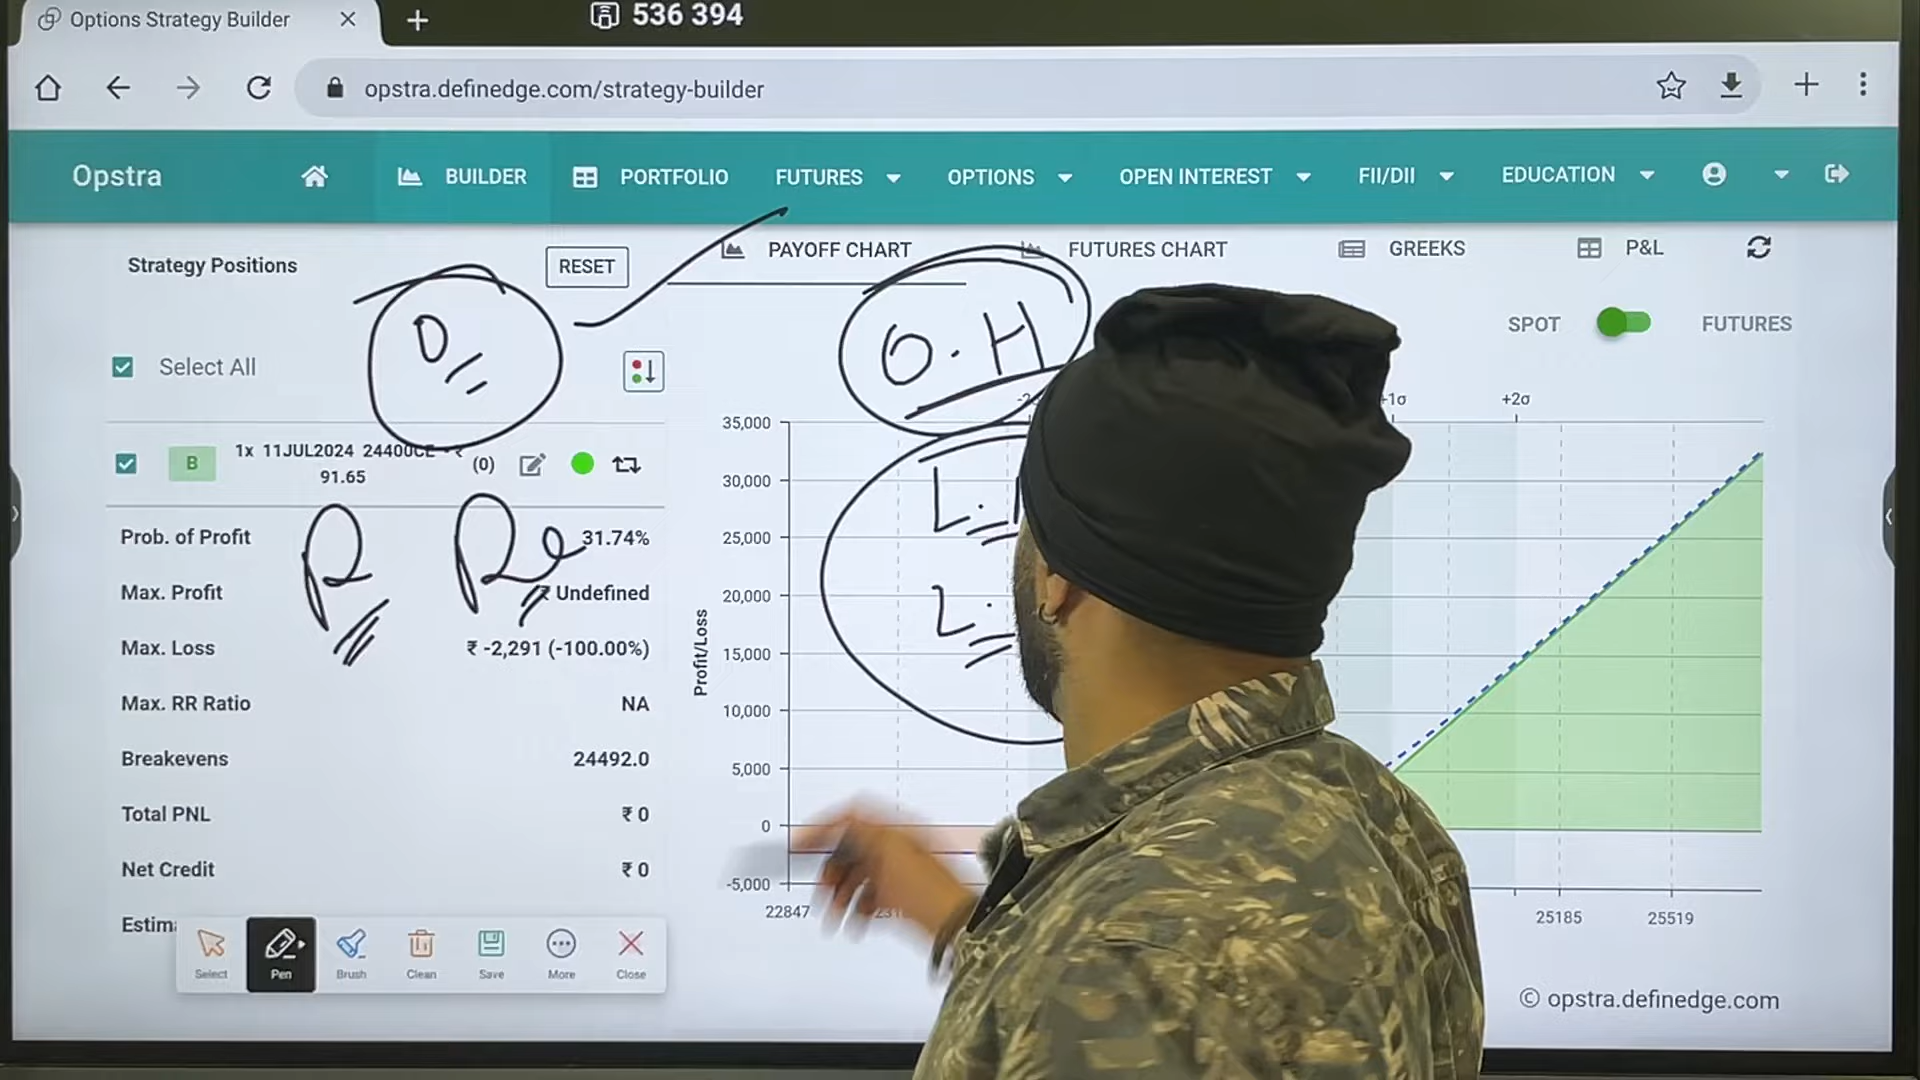 Options Strategy Builder
536 394
opstra.definedge.com/strategy-builder
Opstra BUILDER PORTFOLIO FUTURES OPTIONS OPEN INTEREST FII/DII EDUCATION
Strategy Positions RESET
PAYOFF CHART FUTURES CHART GREEKS P&L
SPOT FUTURES
Select All
D
O.H
+1σ +2σ
B 1x 11JUL2024 24400CE - ₹ 91.65 (0)
Prob. of Profit 31.74%
Max. Profit ₹ Undefined
Max. Loss ₹ -2,291 (-100.00%)
Max. RR Ratio NA
Breakevens 24492.0
Total PNL ₹ 0
Net Credit ₹ 0
R Re
Profit/Loss
35,000
30,000
25,000
20,000
15,000
10,000
5,000
0
-5,000
22847 25185 25519
Select Pen Brush Clean Save More Close
© opstra.definedge.com